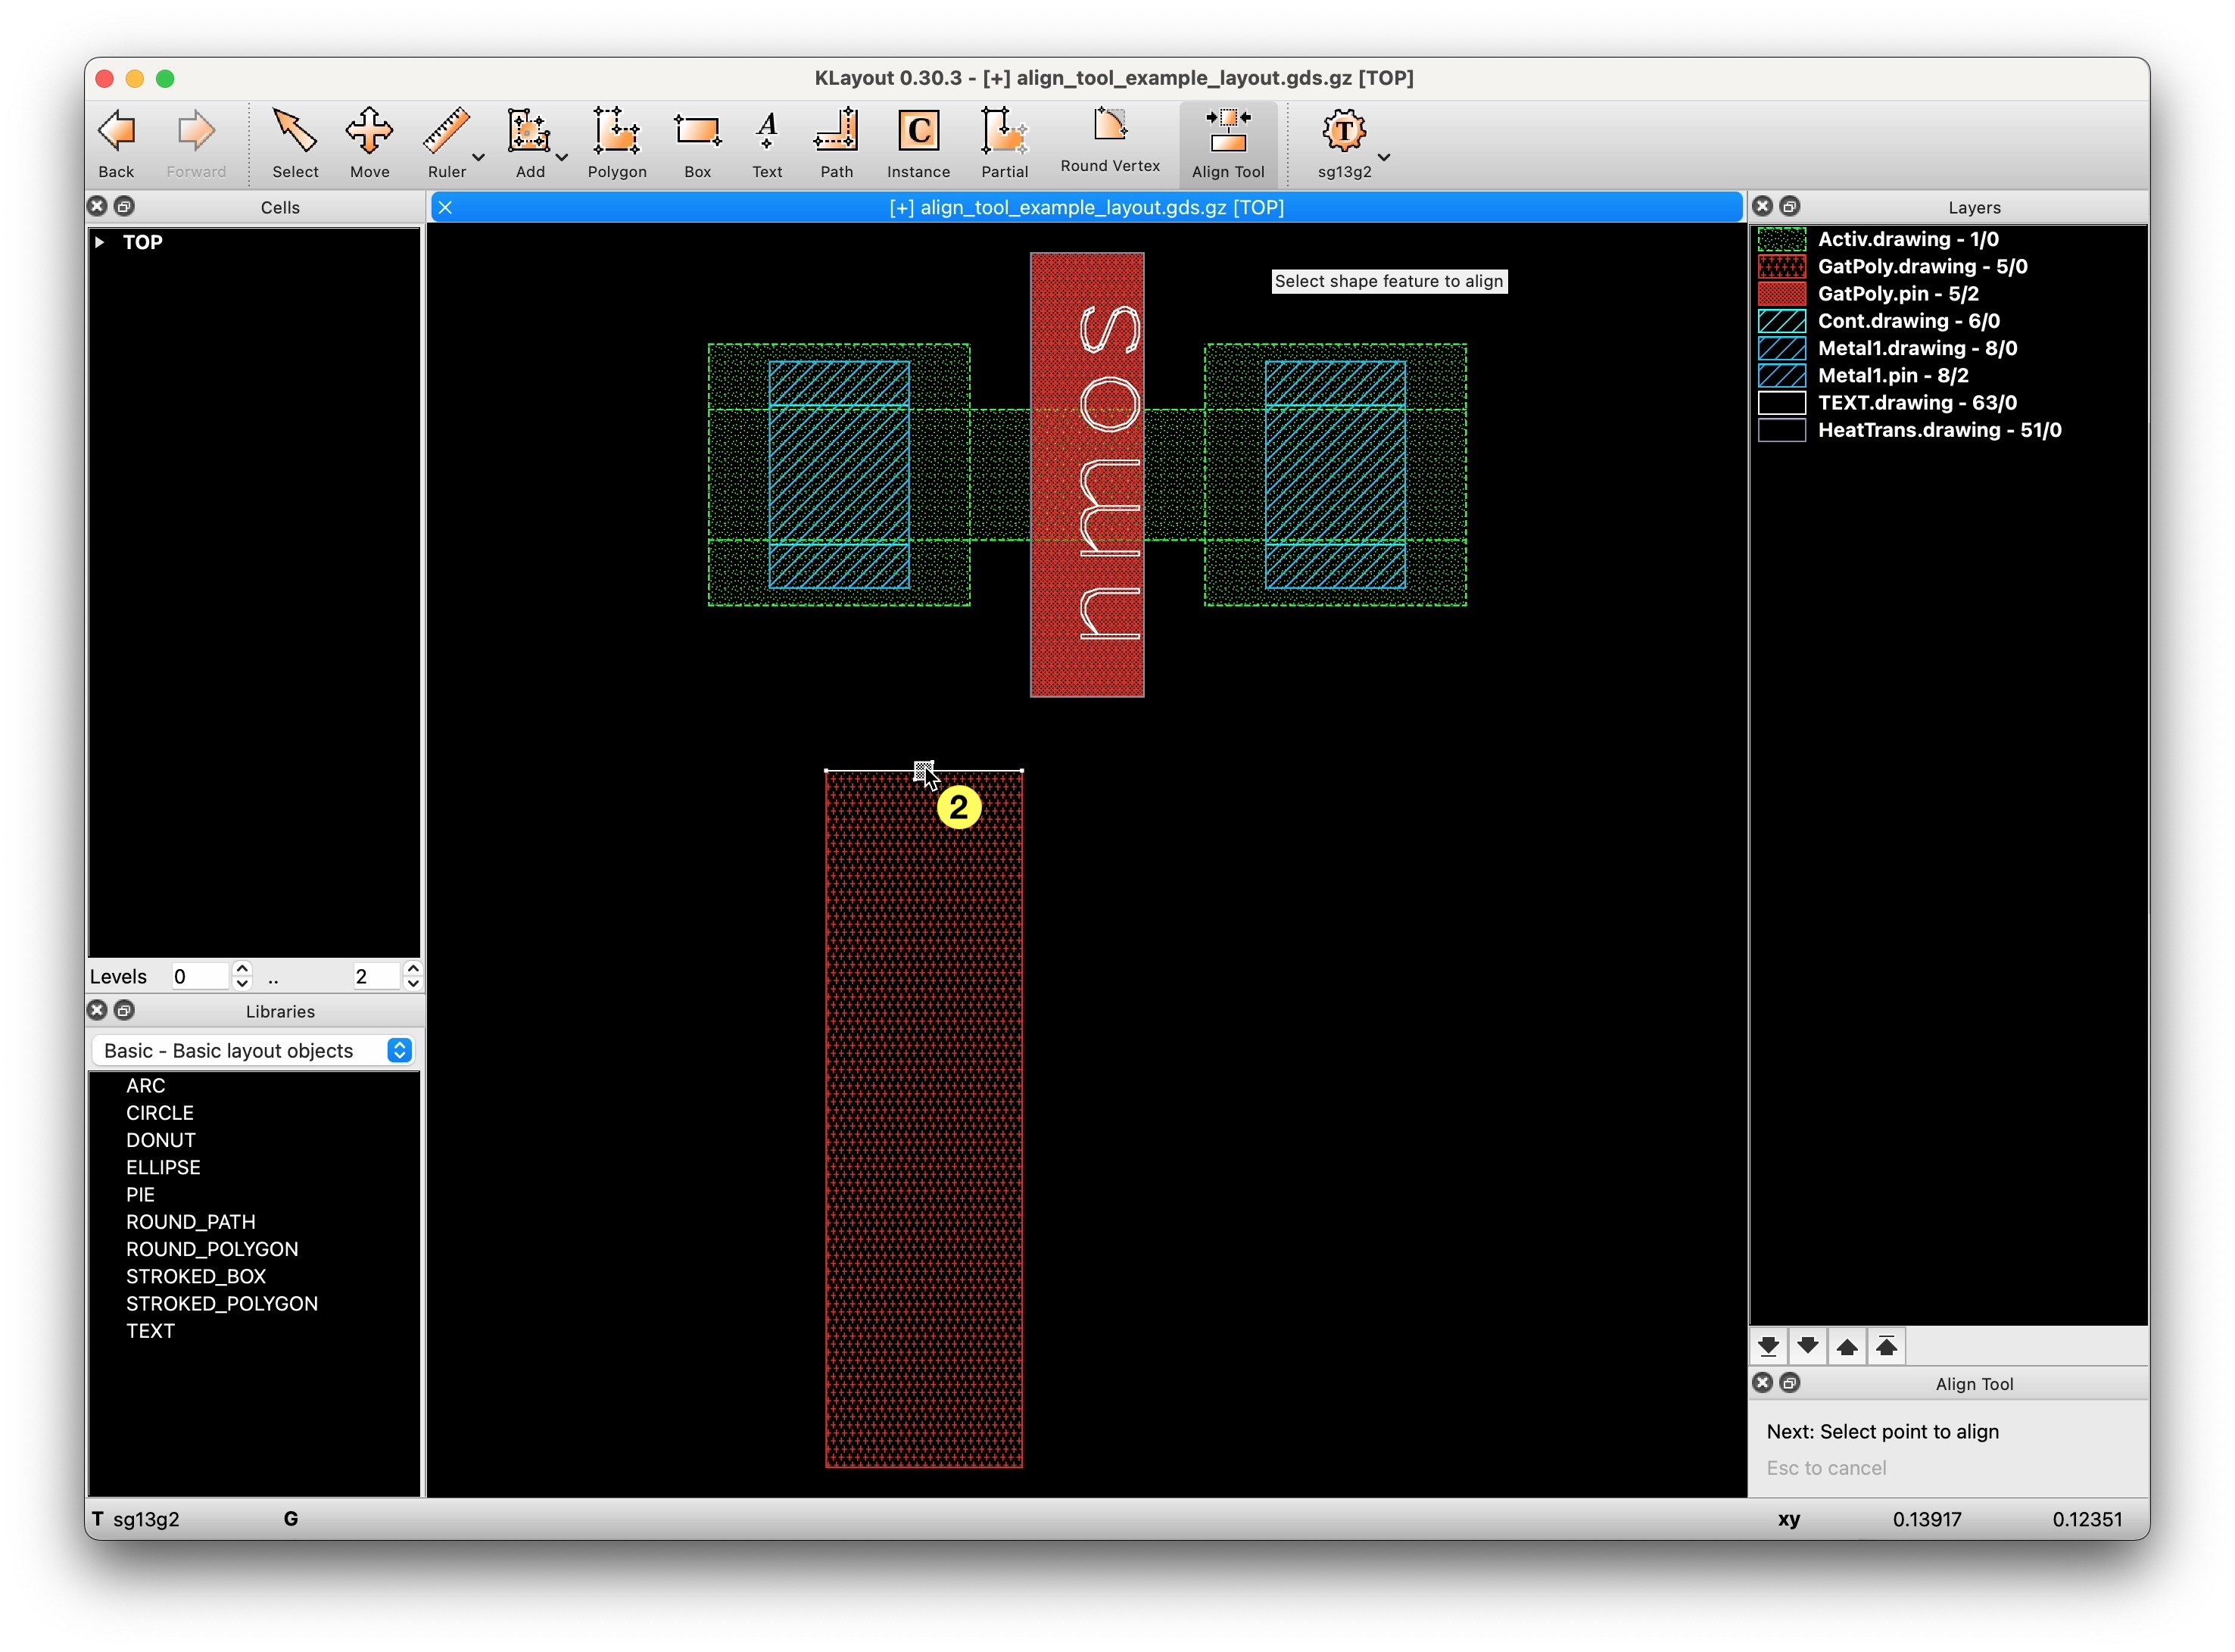 KLayout 0.30.3 - [+] align_tool_example_layout.gds.gz [TOP]
Back Forward Select Move Ruler Add Polygon Box Text Path Instance Partial Round Vertex Align Tool sg13g2
Cells
[+] align_tool_example_layout.gds.gz [TOP]
Layers
TOP
Activ.drawing - 1/0
GatPoly.drawing - 5/0
GatPoly.pin - 5/2
Cont.drawing - 6/0
Metal1.drawing - 8/0
Metal1.pin - 8/2
TEXT.drawing - 63/0
HeatTrans.drawing - 51/0
Select shape feature to align
nmos
2
Levels 0 .. 2
Libraries
Basic - Basic layout objects
ARC
CIRCLE
DONUT
ELLIPSE
PIE
ROUND_PATH
ROUND_POLYGON
STROKED_BOX
STROKED_POLYGON
TEXT
Align Tool
Next: Select point to align
Esc to cancel
T sg13g2 G xy 0.13917 0.12351